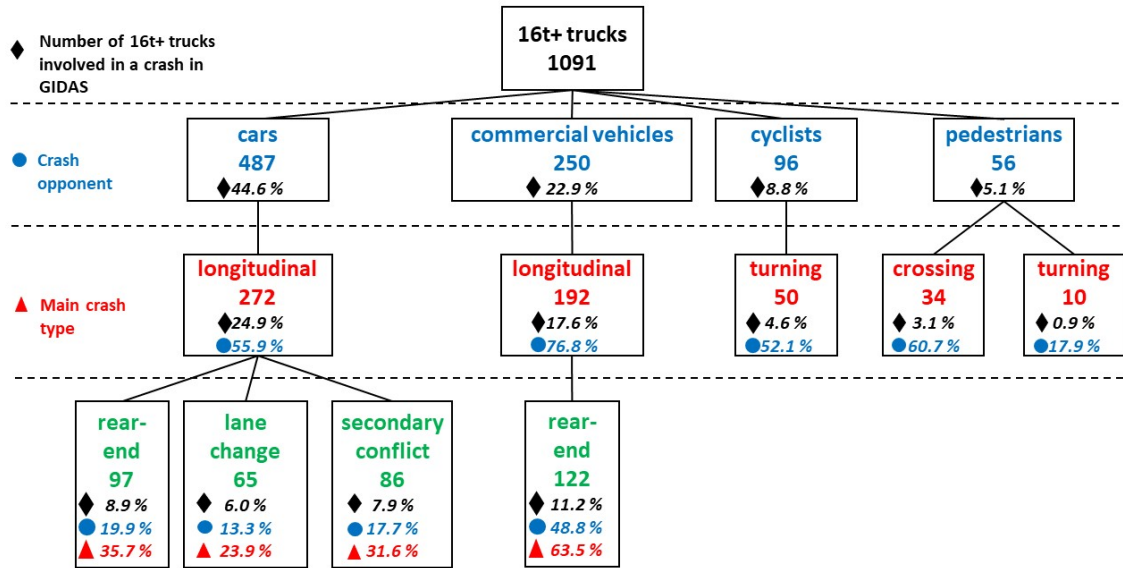 Number of 16t+ trucks
involved in a crash in
GIDAS
16t+ trucks
1091
Crash
opponent
cars
487
44.6 %
commercial vehicles
250
22.9 %
cyclists
96
8.8 %
pedestrians
56
5.1 %
Main crash
type
longitudinal
272
24.9 %
55.9 %
longitudinal
192
17.6 %
76.8 %
turning
50
4.6 %
52.1 %
crossing
34
3.1 %
60.7 %
turning
10
0.9 %
17.9 %
rear-
end
97
8.9 %
19.9 %
35.7 %
lane
change
65
6.0 %
13.3 %
23.9 %
secondary
conflict
86
7.9 %
17.7 %
31.6 %
rear-
end
122
11.2 %
48.8 %
63.5 %